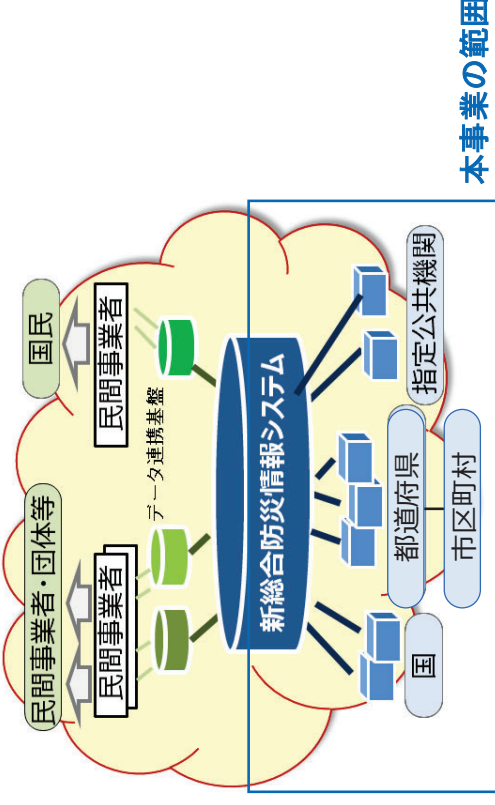 民間事業者・団体等
国民
民間事業者
民間事業者
データ連携基盤
新総合防災情報システム
国
都道府県
市区町村
指定公共機関
本事業の範囲